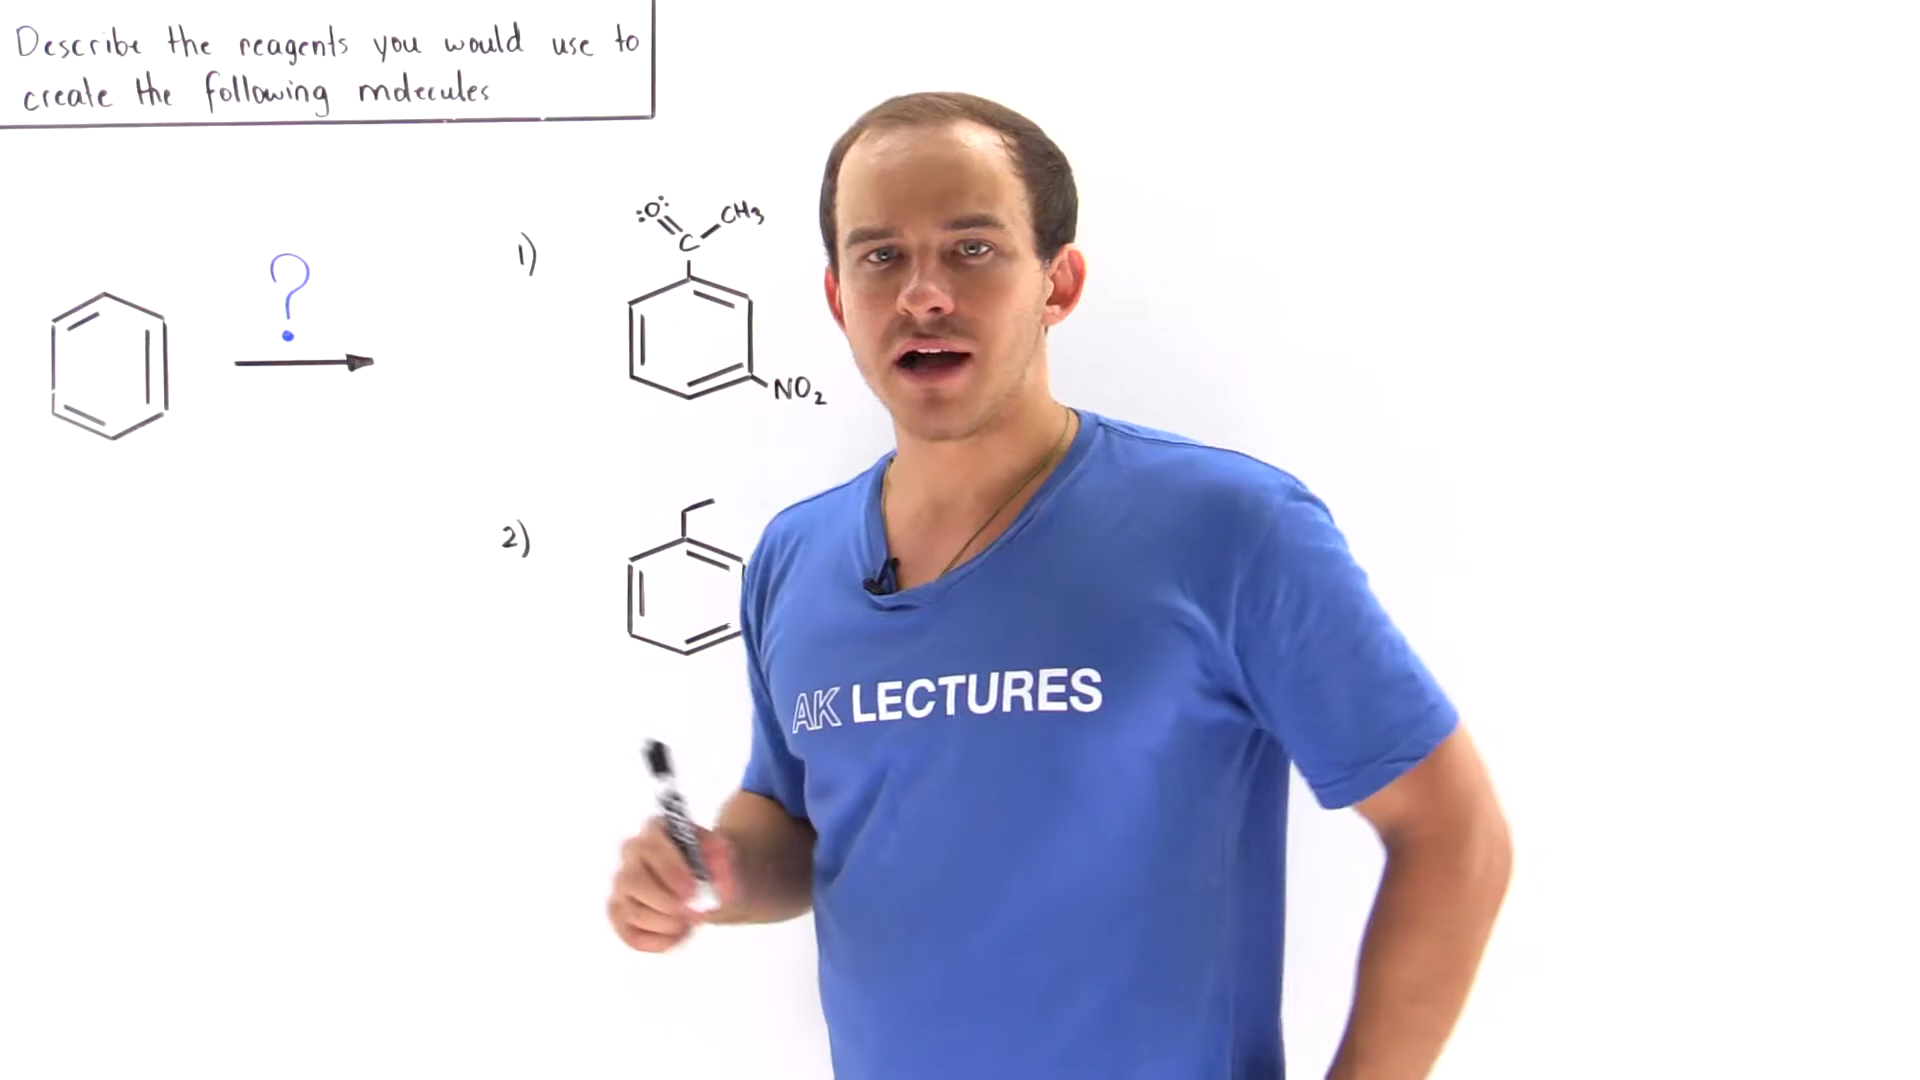 Describe the reagents you would use to
create the following molecules
?
1)
:O:
C
CH₃
NO₂
2)
AK LECTURES